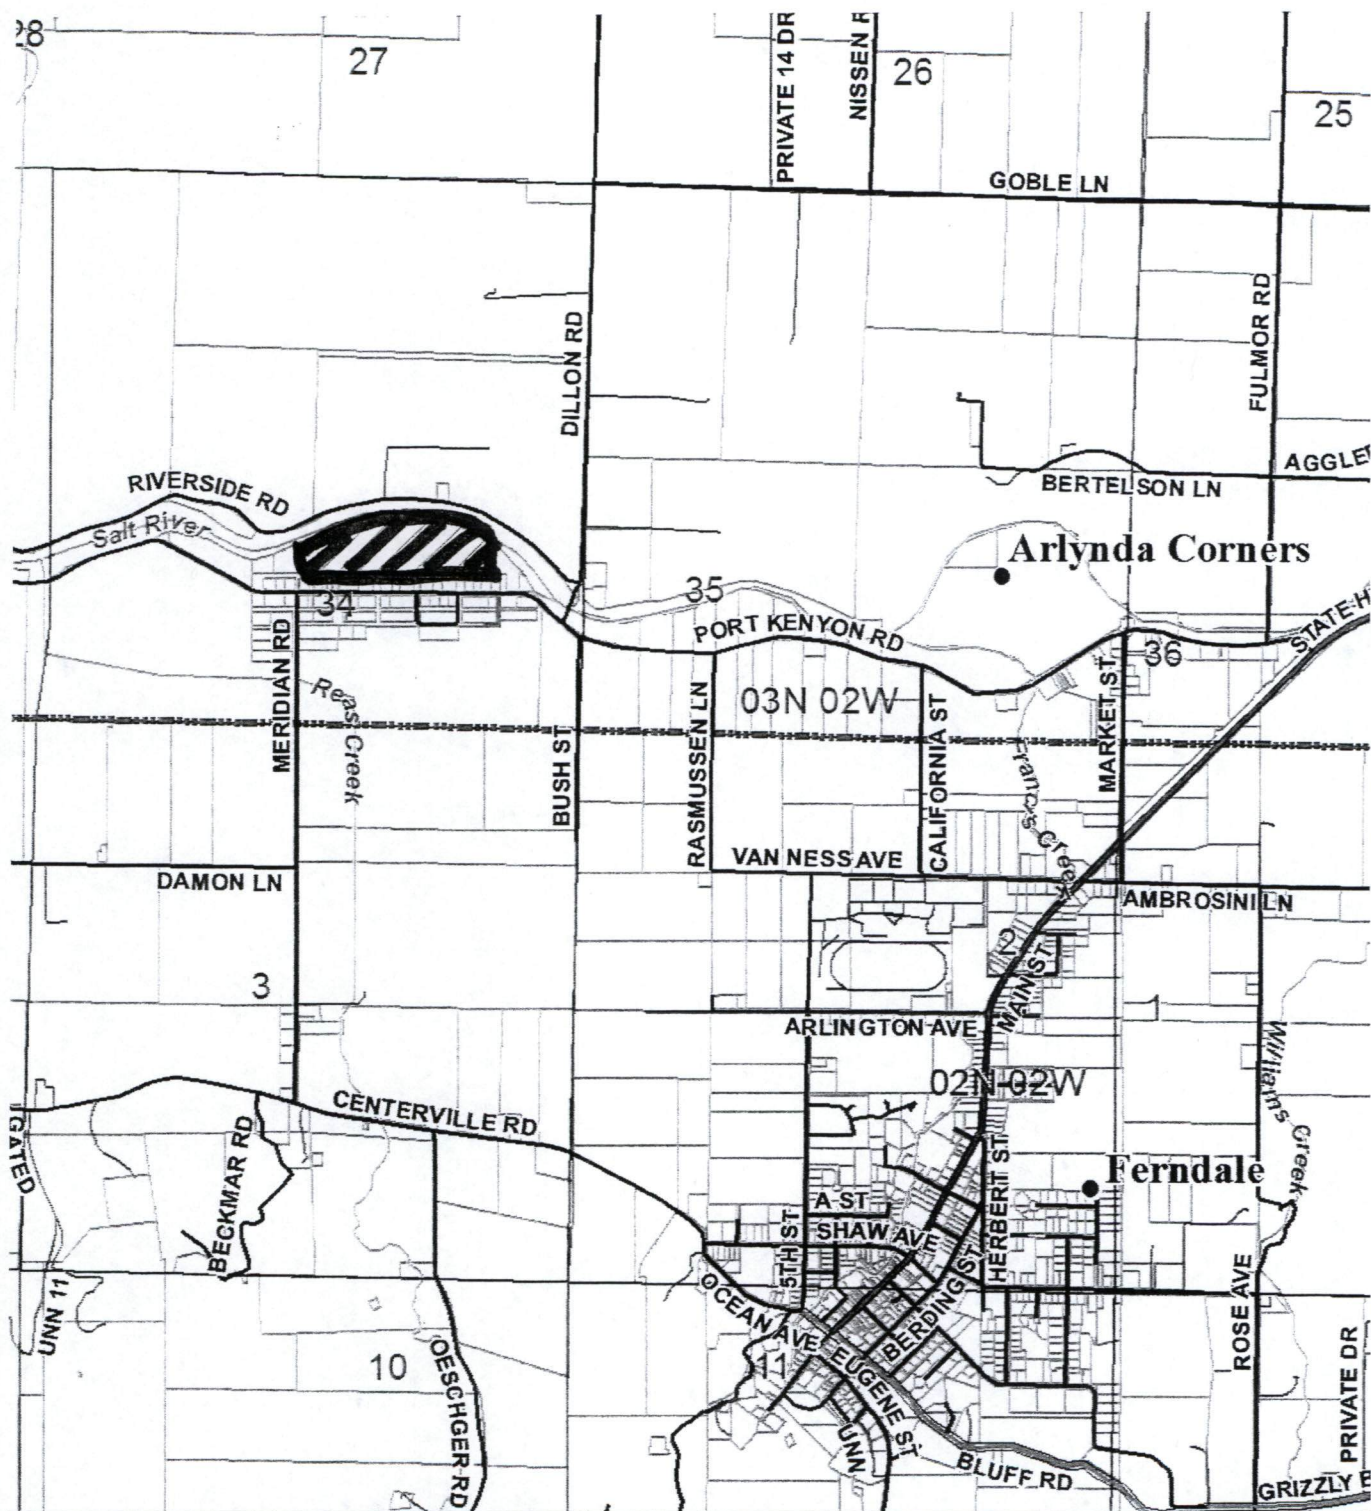 28
27
PRIVATE 14 DR
NISSEN R
26
25
GOBLE LN
DILLON RD
FULMOR RD
RIVERSIDE RD
Salt River
AGGLE
BERTELSON LN
Arlynda Corners
34
35
PORT KENYON RD
STATE H
36
MERIDIAN RD
Reas Creek
BUSH ST
RASMUSSEN LN
03N 02W
CALIFORNIA ST
Francis Creek
MARKET ST
VAN NESS AVE
DAMON LN
AMBROSINI LN
2
MAIN ST
3
ARLINGTON AVE
Williams Creek
02N 02W
CENTERVILLE RD
GATED
BECKMAR RD
HERBERT ST
Ferndale
A ST
SHAW AVE
5TH ST
BERDING ST
OCEAN AVE
ROSE AVE
UNN 11
10
OESCHGER RD
11
EUGENE ST
UNN
BLUFF RD
PRIVATE DR
GRIZZLY B